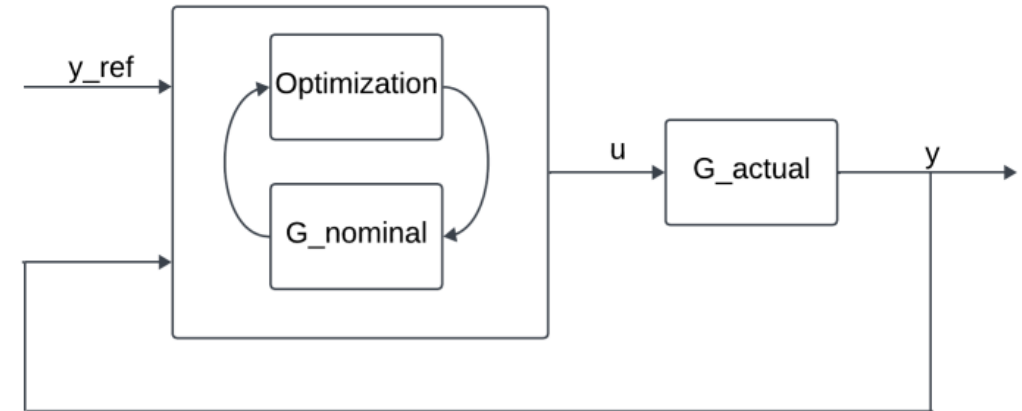 y_ref
Optimization
G_nominal
u
G_actual
y